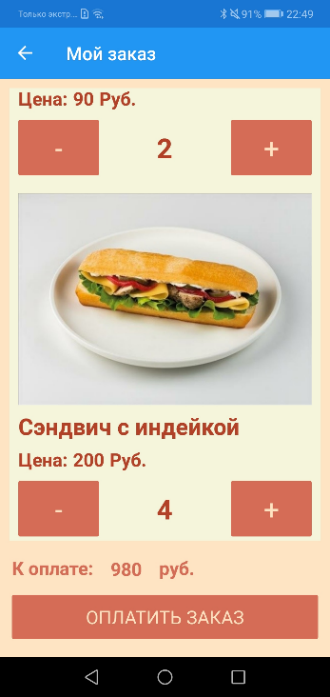 Только экстр...
91%
22:49
Мой заказ
Цена: 90 Руб.
-
2
+
Сэндвич с индейкой
Цена: 200 Руб.
-
4
+
К оплате: 980 руб.
ОПЛАТИТЬ ЗАКАЗ